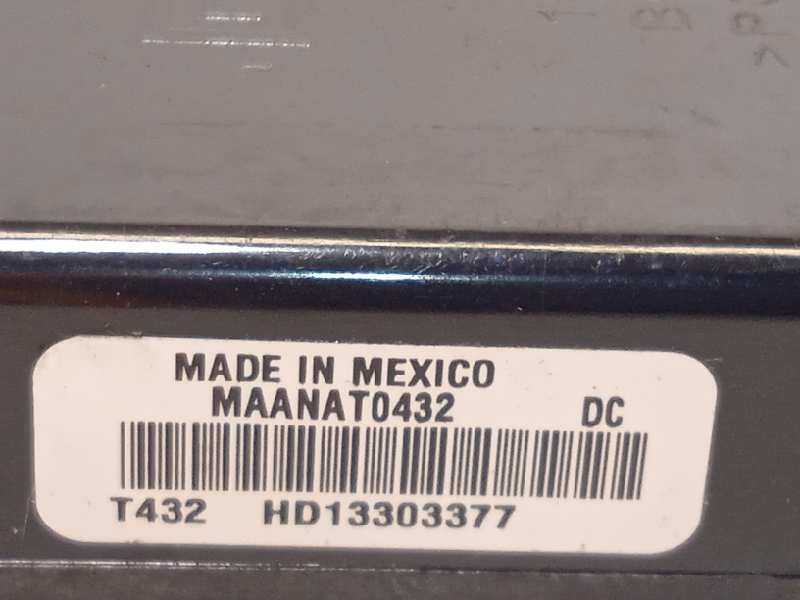 MADE IN MEXICO
MAANAT0432 DC
T432 HD13303377